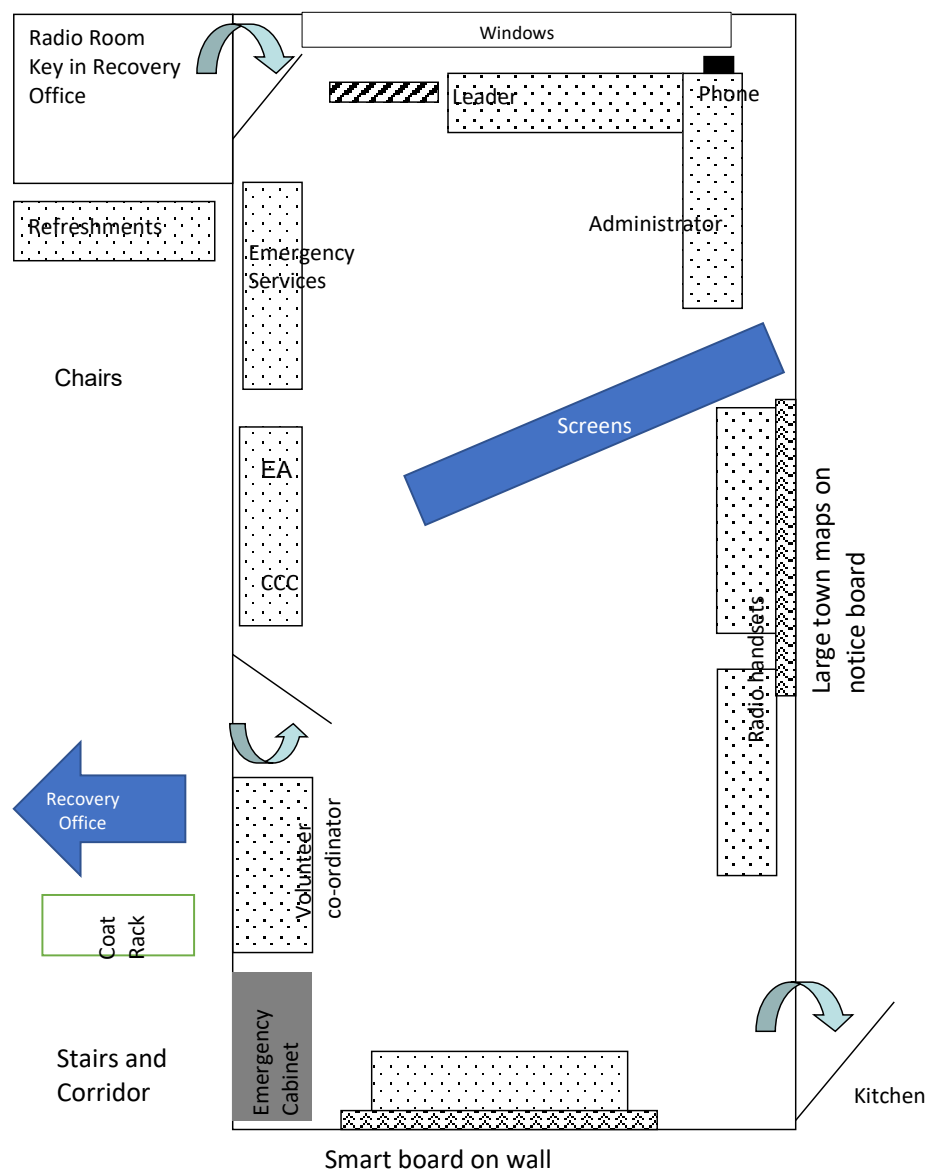 Windows
Radio Room
Key in Recovery
Office
Leader
Phone
Refreshments
Administrator
Emergency
Services
Chairs
Screens
EA
CCC
Large town maps on
notice board
Radio handsets
Recovery
Office
Volunteer
co-ordinator
Coat
Rack
Emergency
Cabinet
Stairs and
Corridor
Kitchen
Smart board on wall